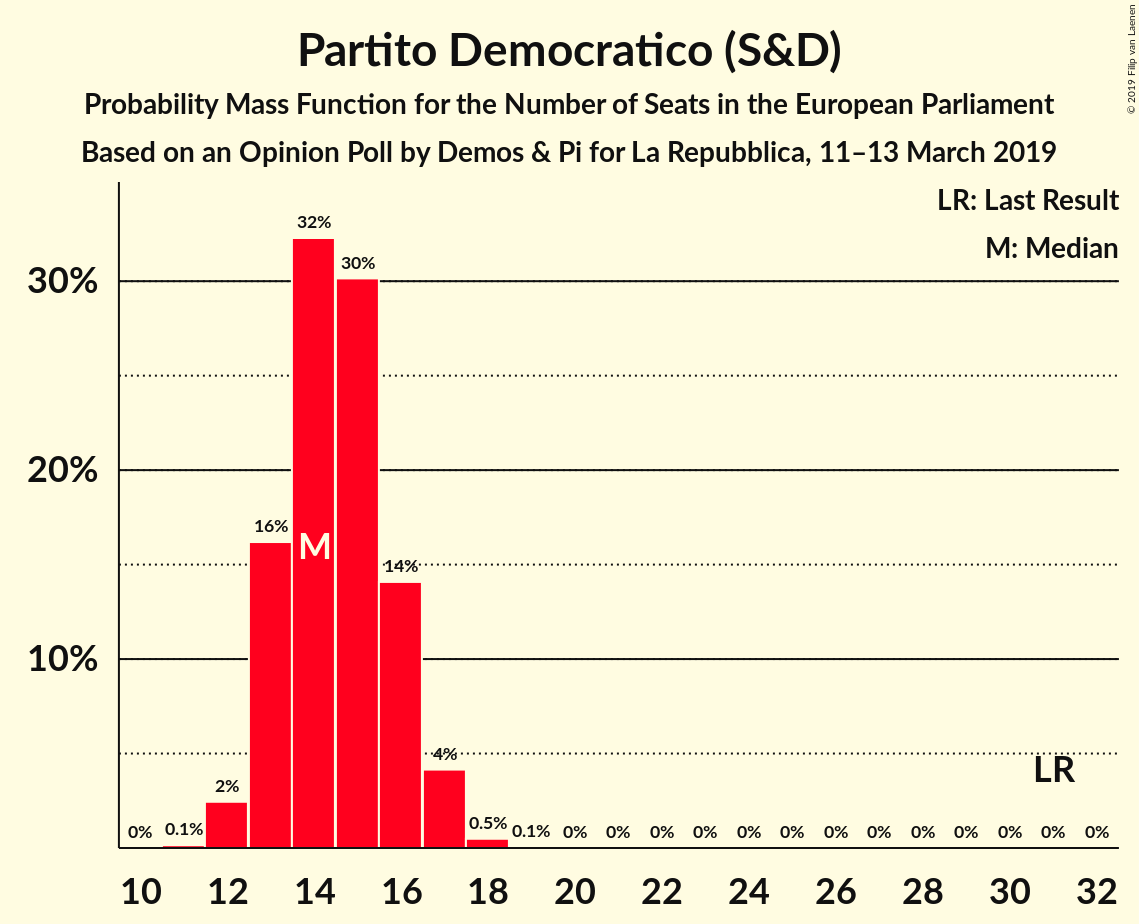 Partito Democratico (S&D)
Probability Mass Function for the Number of Seats in the European Parliament
Based on an Opinion Poll by Demos & Pi for La Repubblica, 11–13 March 2019
© 2019 Filip van Laenen
LR: Last Result
M: Median
30%
20%
10%
0%
0.1%
2%
16%
32%
30%
14%
4%
0.5%
0.1%
0%
0%
0%
0%
0%
0%
0%
0%
0%
0%
0%
0%
0%
M
LR
10 12 14 16 18 20 22 24 26 28 30 32